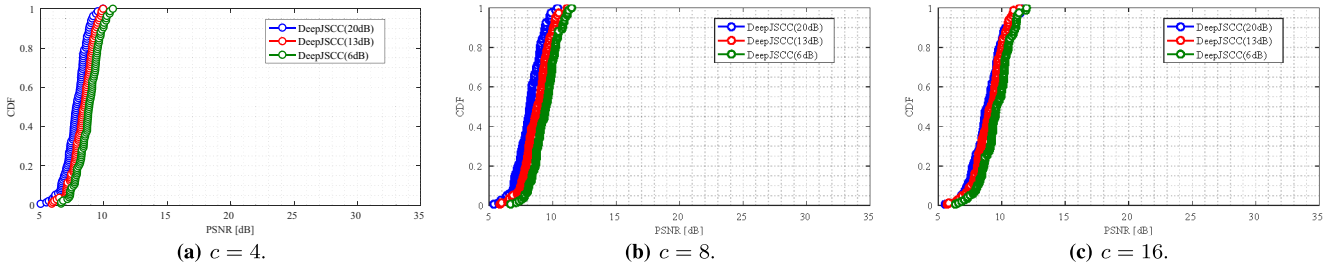 1
0.8
0.6
0.4
0.2
0
CDF
DeepJSCC(20dB)
DeepJSCC(13dB)
DeepJSCC(6dB)
5 10 15 20 25 30 35
PSNR [dB]
(a) c = 4.
1
0.8
0.6
0.4
0.2
0
CDF
DeepJSCC(20dB)
DeepJSCC(13dB)
DeepJSCC(6dB)
5 10 15 20 25 30 35
PSNR [dB]
(b) c = 8.
1
0.8
0.6
0.4
0.2
0
CDF
DeepJSCC(20dB)
DeepJSCC(13dB)
DeepJSCC(6dB)
5 10 15 20 25 30 35
PSNR [dB]
(c) c = 16.